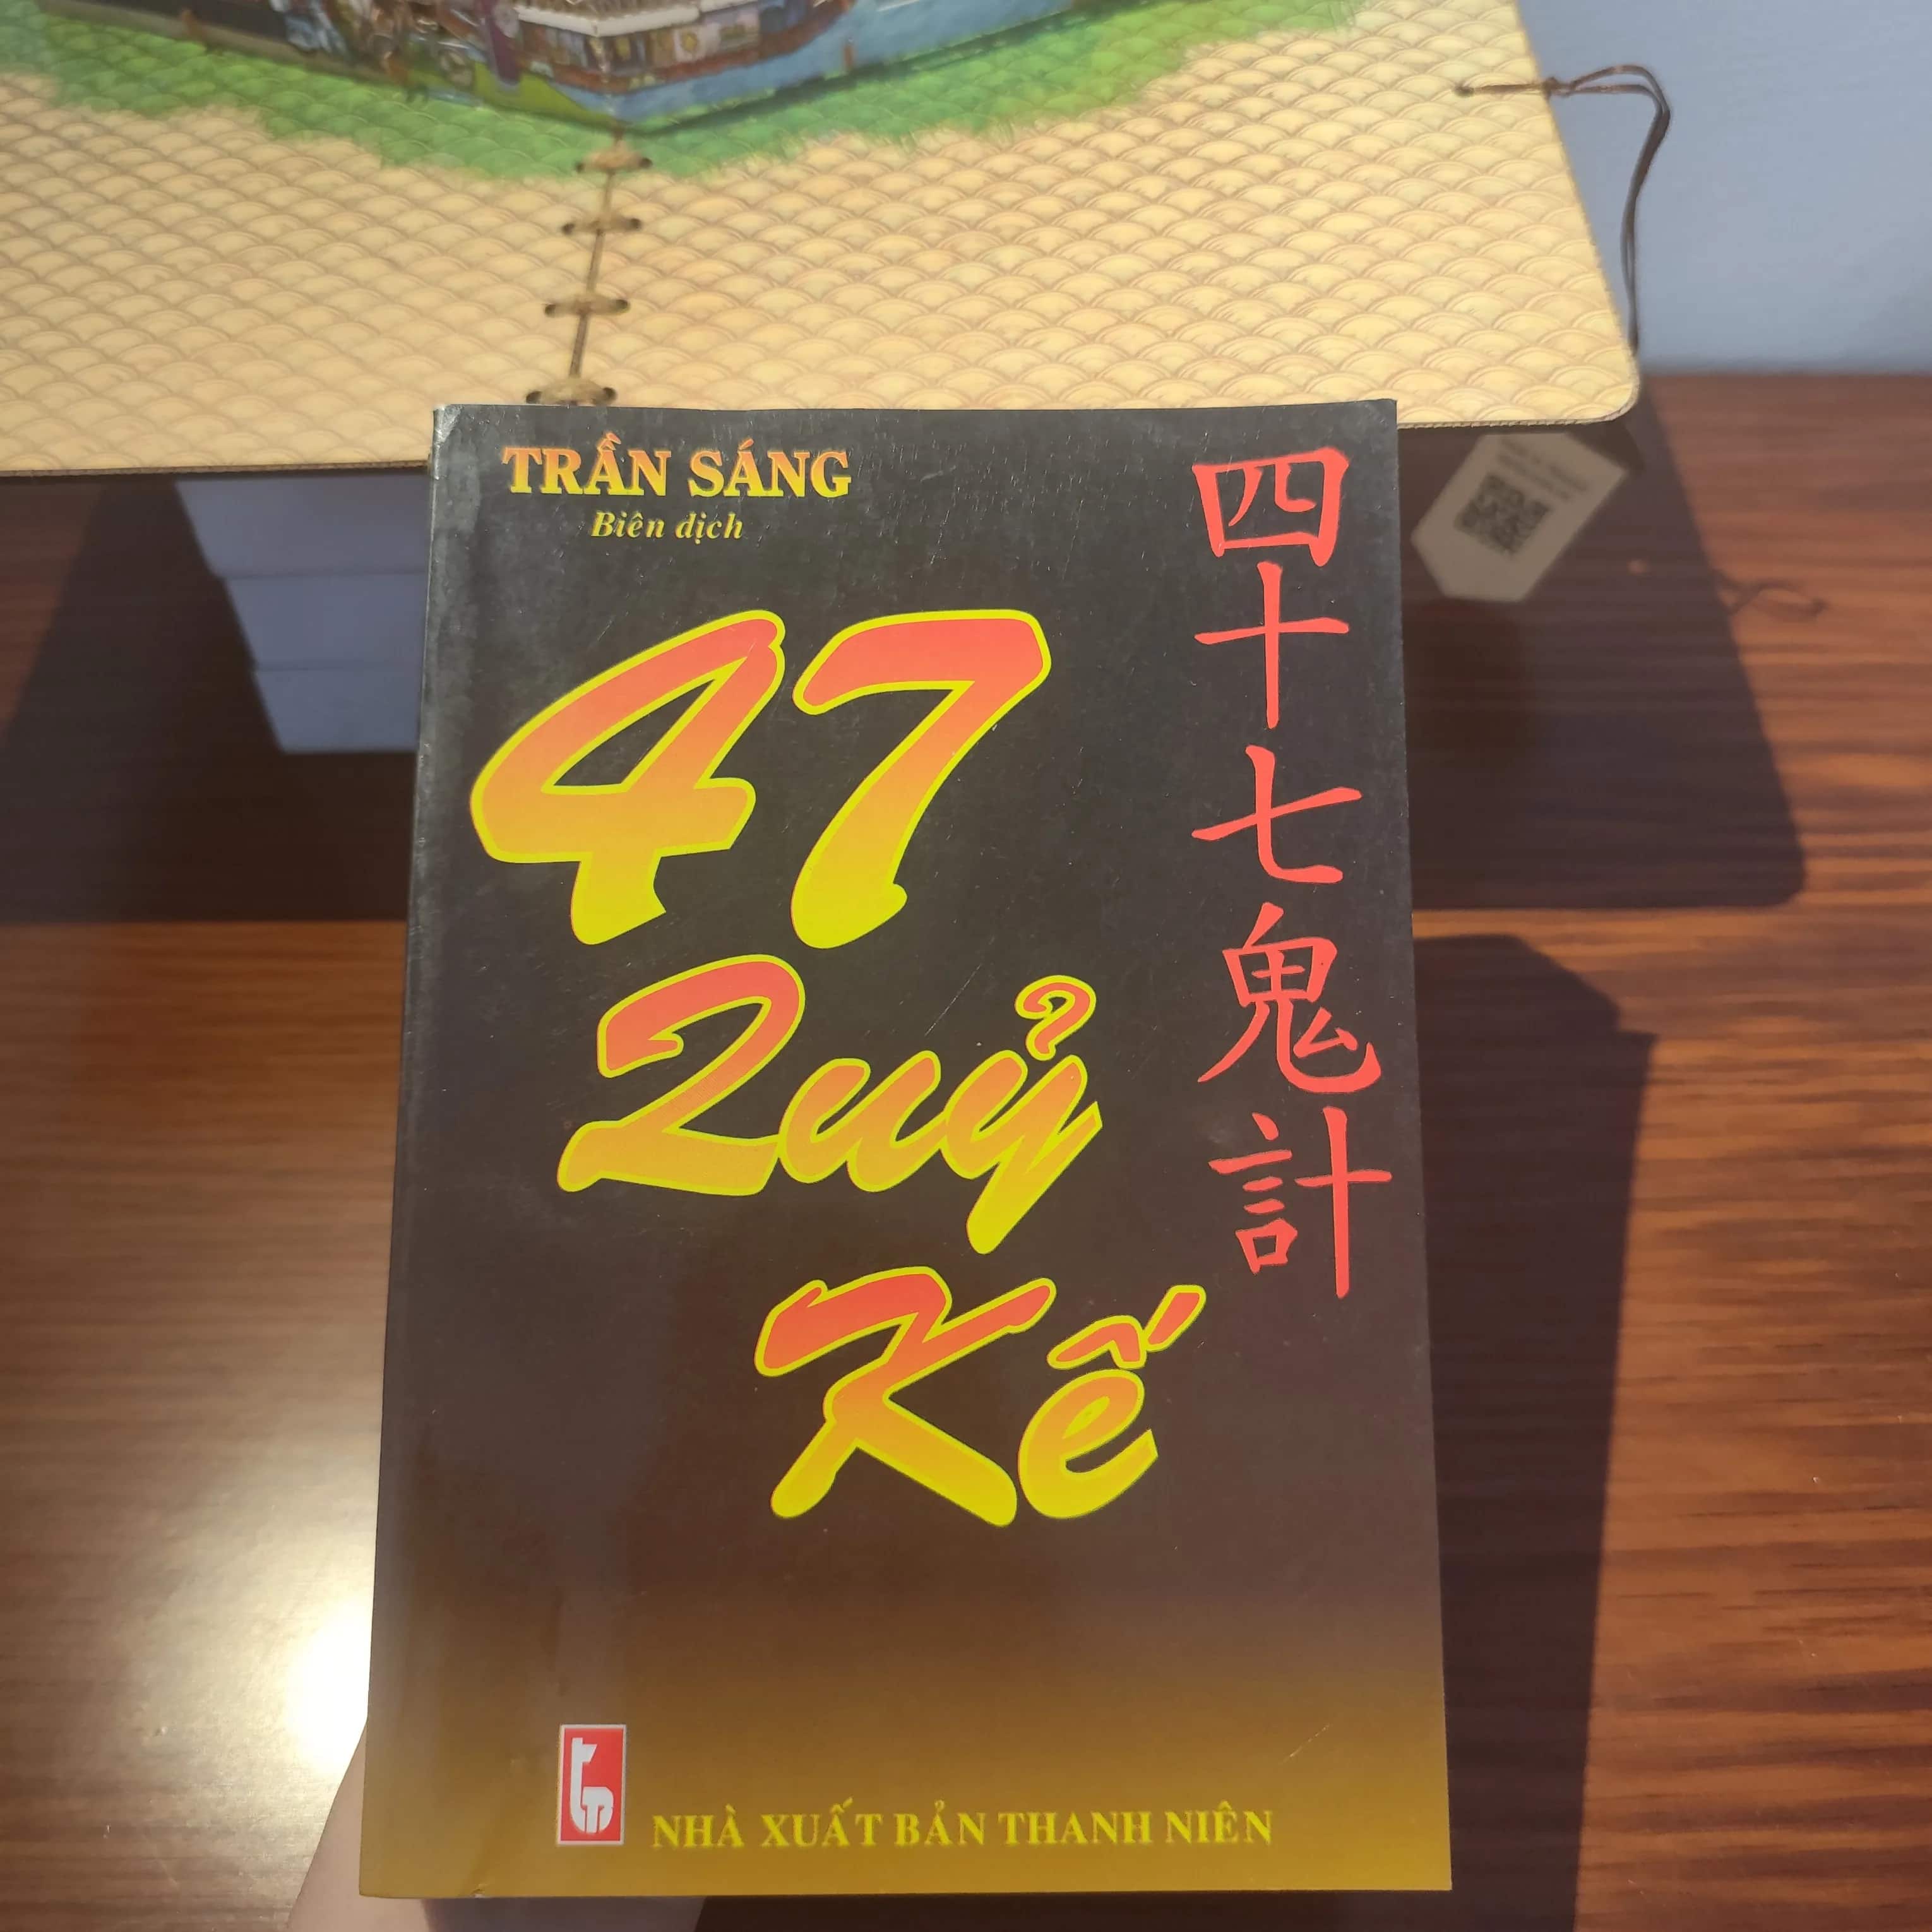 TRẦN SÁNG
Biên dịch
四十七鬼計
47
Quỷ
Kế
NHÀ XUẤT BẢN THANH NIÊN